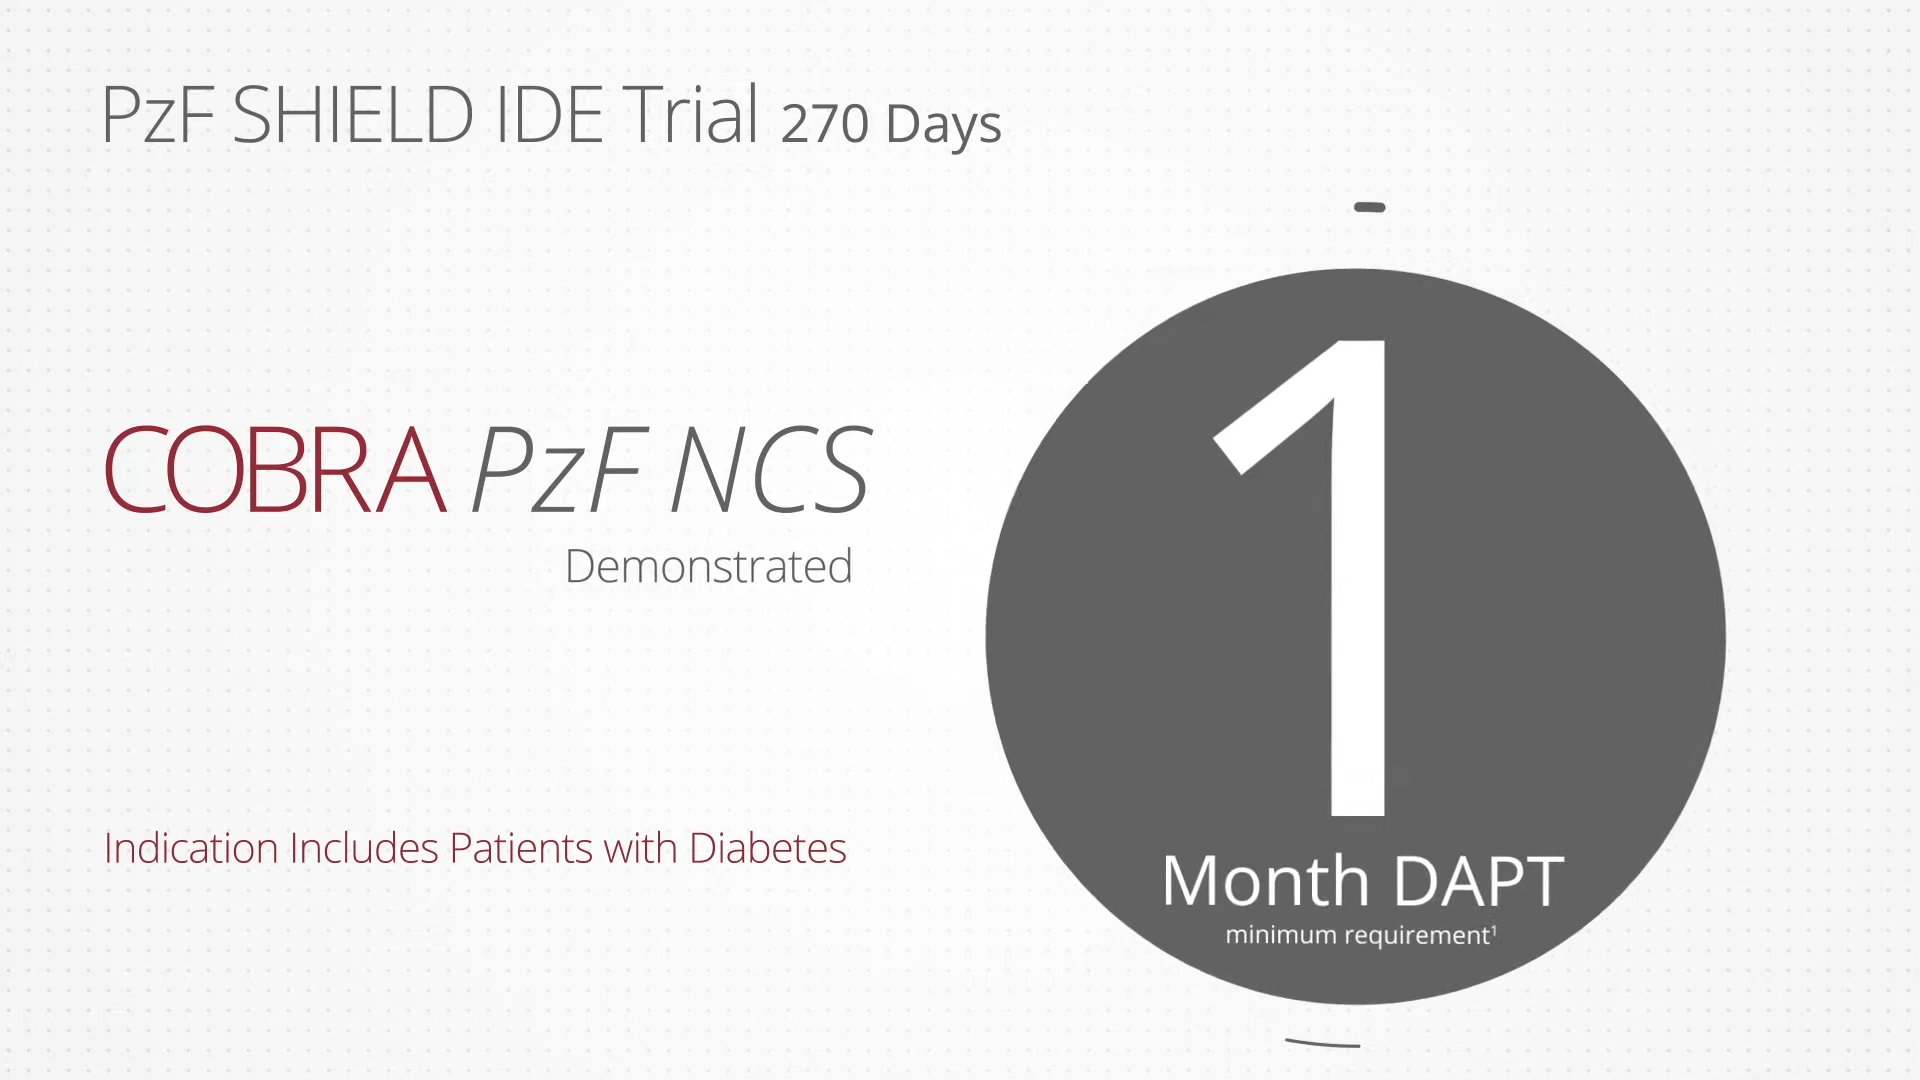 PzF SHIELD IDE Trial 270 Days
COBRA PzF NCS
Demonstrated
Indication Includes Patients with Diabetes
1
Month DAPT
minimum requirement¹